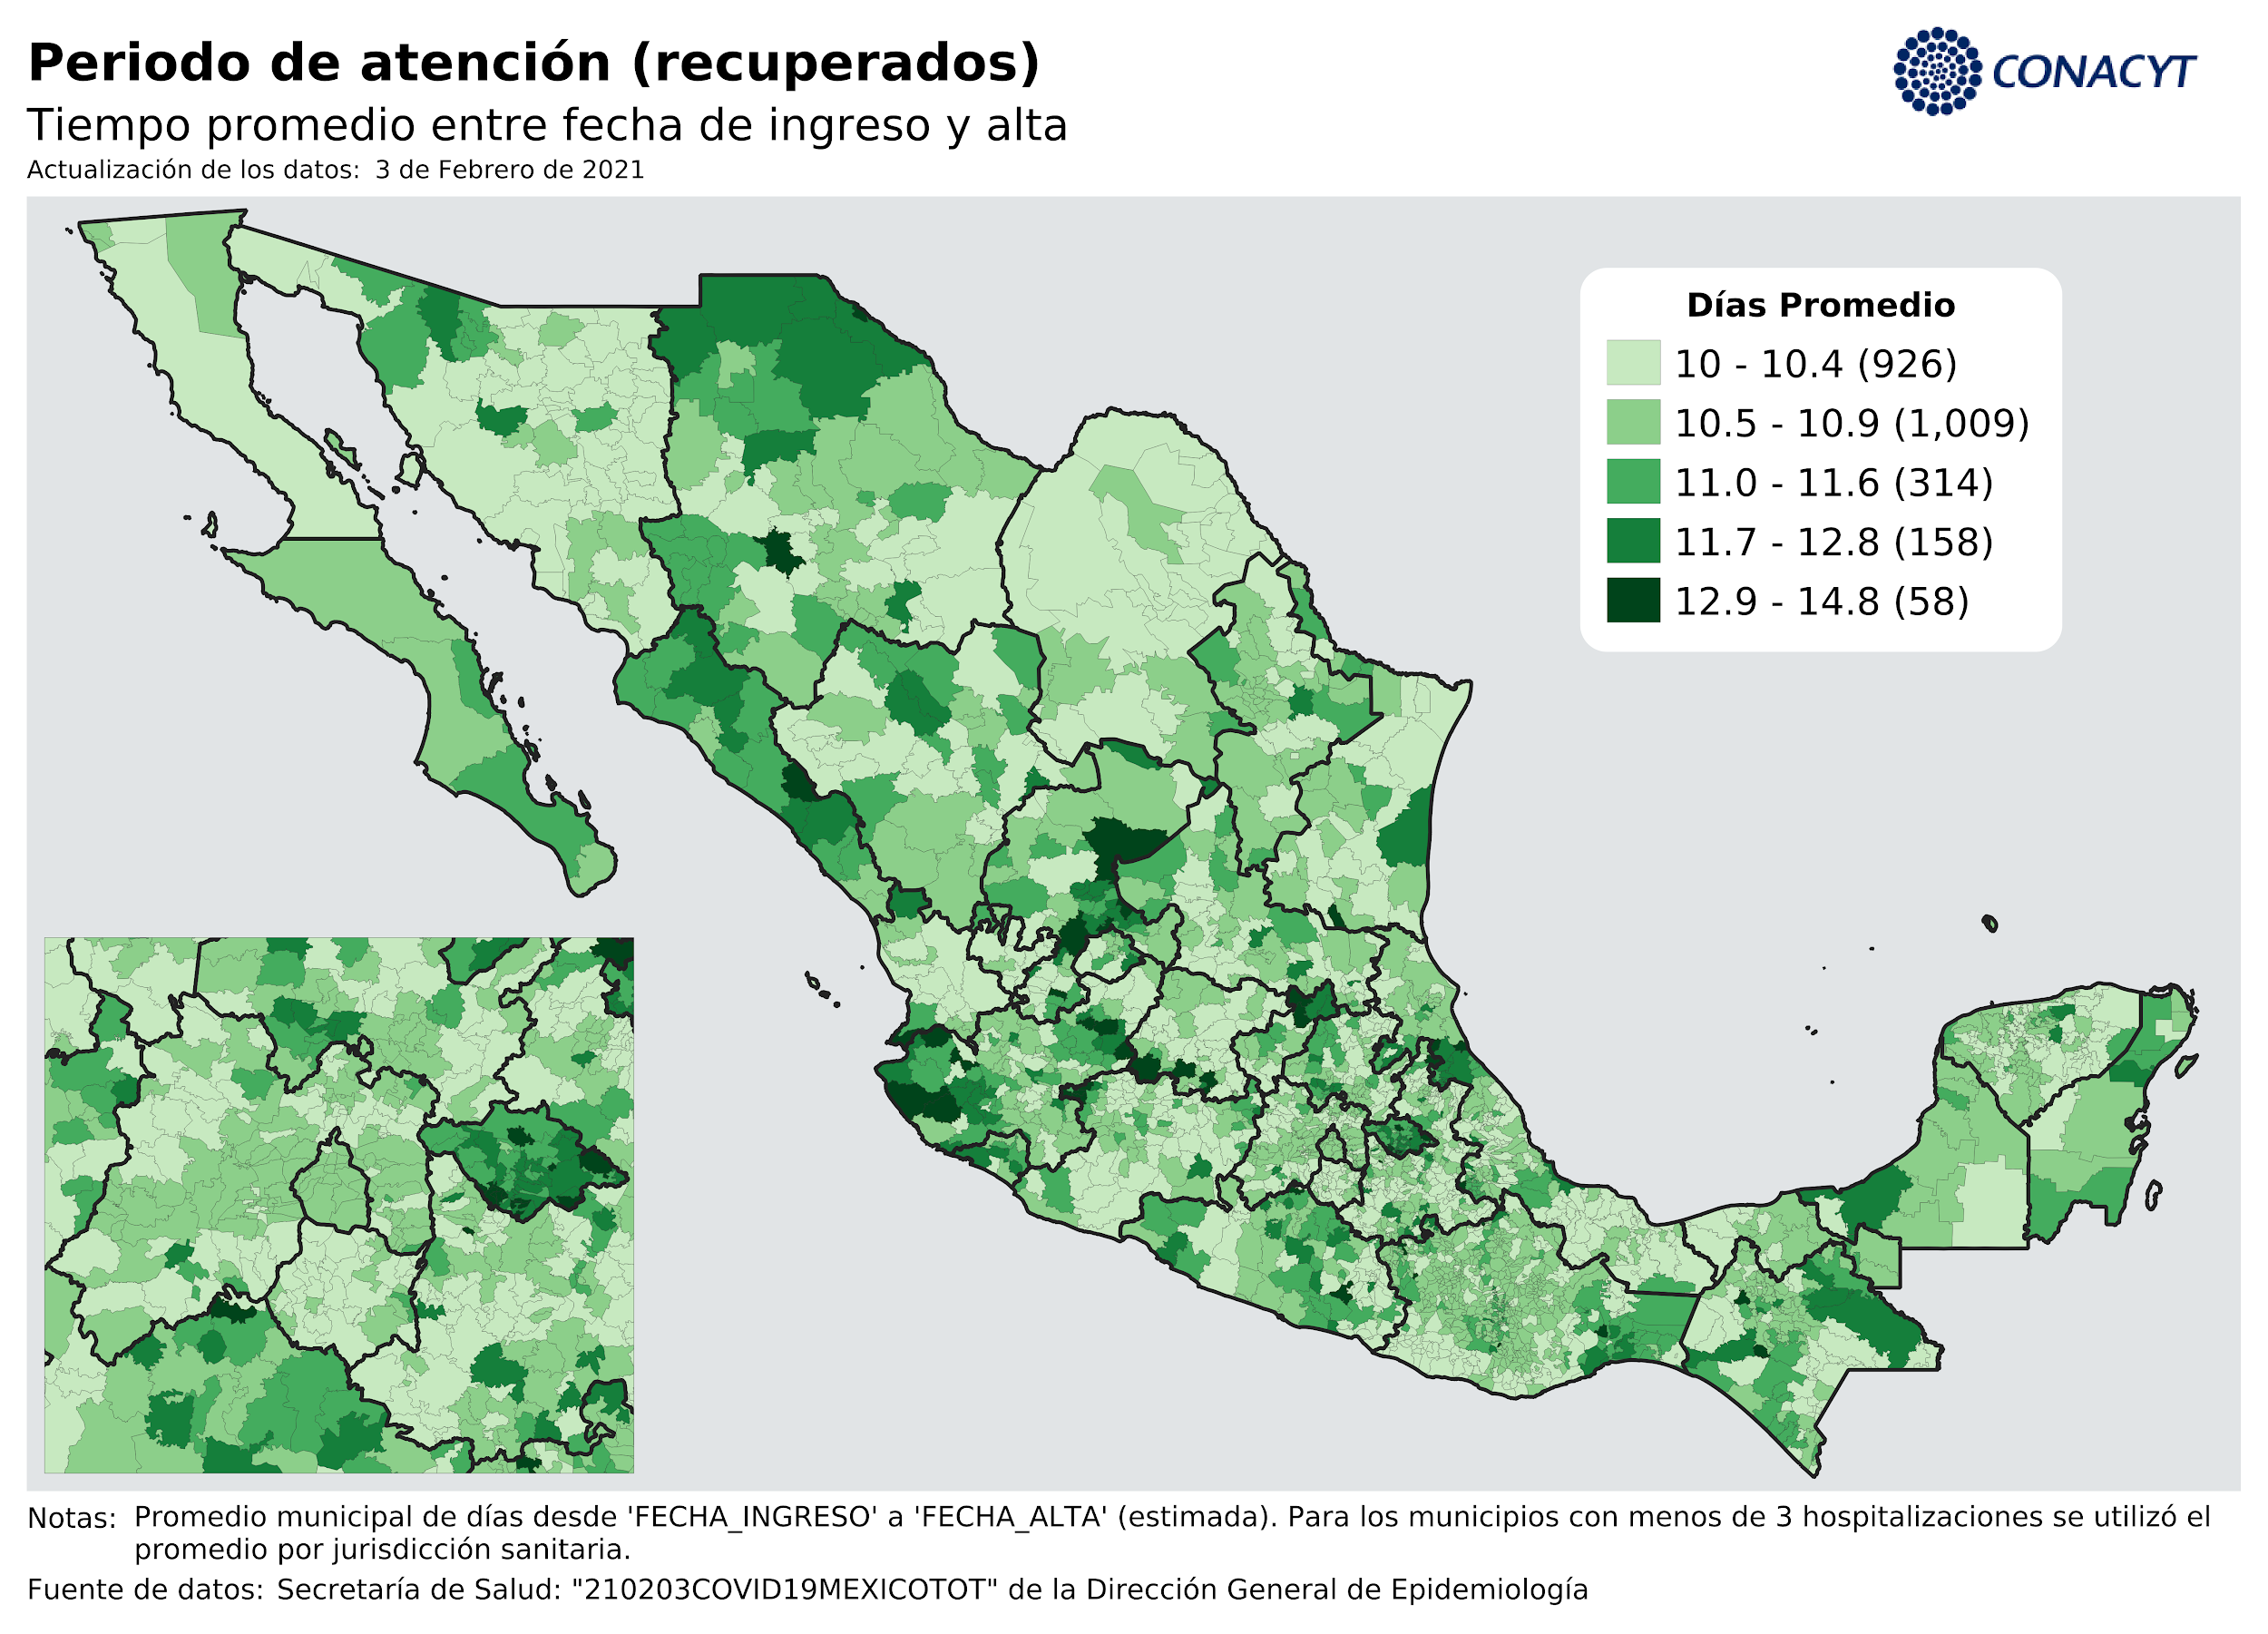 Periodo de atención (recuperados)
Tiempo promedio entre fecha de ingreso y alta
Actualización de los datos: 3 de Febrero de 2021
CONACYT
Días Promedio
10 - 10.4 (926)
10.5 - 10.9 (1,009)
11.0 - 11.6 (314)
11.7 - 12.8 (158)
12.9 - 14.8 (58)
Notas: Promedio municipal de días desde 'FECHA_INGRESO' a 'FECHA_ALTA' (estimada). Para los municipios con menos de 3 hospitalizaciones se utilizó el
promedio por jurisdicción sanitaria.
Fuente de datos: Secretaría de Salud: "210203COVID19MEXICOTOT" de la Dirección General de Epidemiología